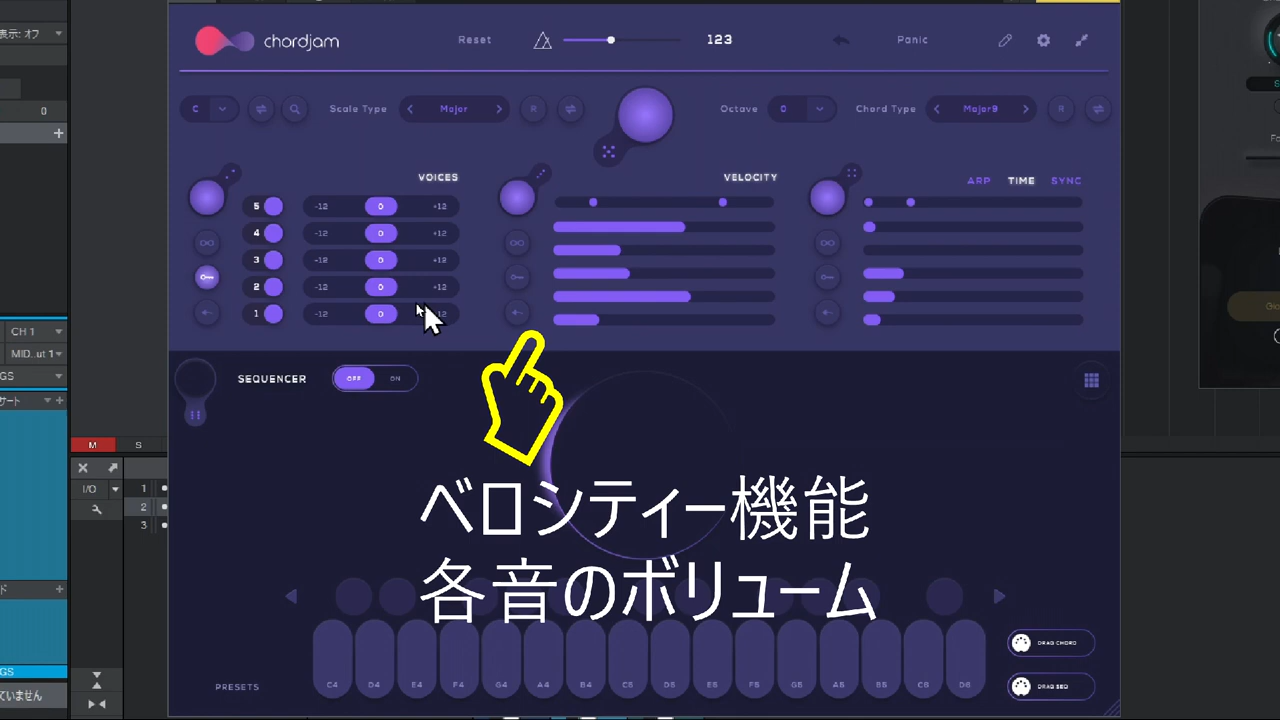 表示: オフ
chordjam
Reset
123
Panic
0
C
Scale Type
Major
R
Octave
0
Chord Type
Major9
R
VOICES
VELOCITY
ARP TIME SYNC
5 -12 0 +12
4 -12 0 +12
3 -12 0 +12
2 -12 0 +12
1 -12 0 12
CH 1
MID..ut 1
GS
サート
SEQUENCER
OFF ON
M S
I/O
1
2
3
ベロシティー機能
各音のボリューム
ド
GS
ていません
C4 D4 E4 F4 G4 A4 B4 C5 D5 E5 F5 G5 A5 B5 C6 D6
DRAG CHORD
DRAG SEQ
PRESETS